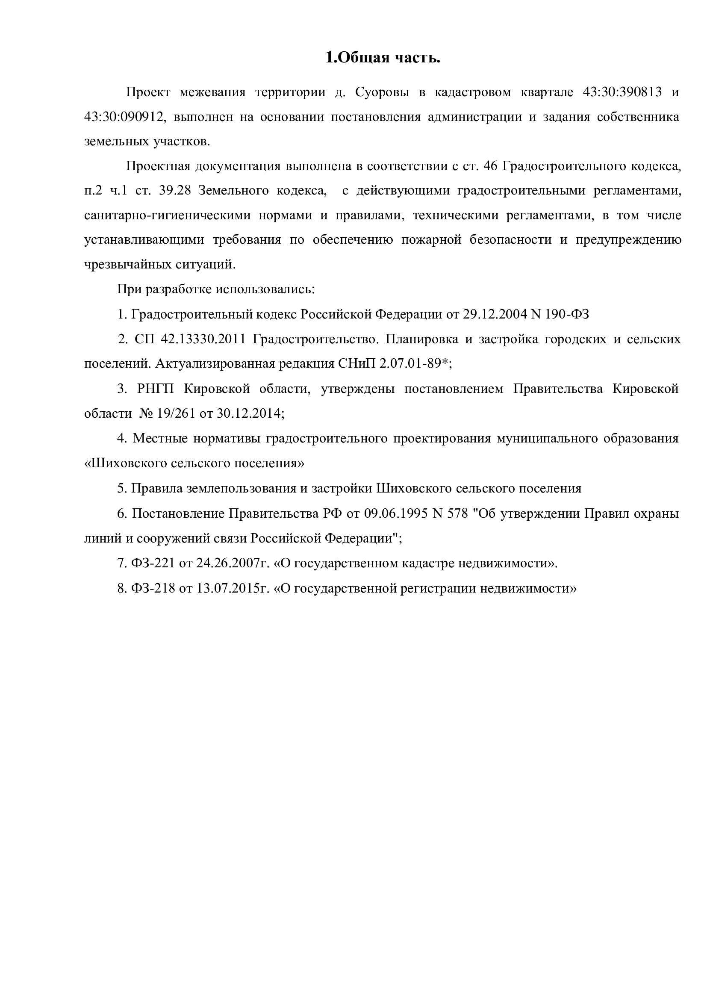 1.Общая часть.
Проект межевания территории д. Суоровы в кадастровом квартале 43:30:390813 и
43:30:090912, выполнен на основании постановления администрации и задания собственника
земельных участков.
Проектная документация выполнена в соответствии с ст. 46 Градостроительного кодекса,
п.2 ч.1 ст. 39.28 Земельного кодекса, с действующими градостроительными регламентами,
санитарно-гигиеническими нормами и правилами, техническими регламентами, в том числе
устанавливающими требования по обеспечению пожарной безопасности и предупреждению
чрезвычайных ситуаций.
При разработке использовались:
1. Градостроительный кодекс Российской Федерации от 29.12.2004 N 190-ФЗ
2. СП 42.13330.2011 Градостроительство. Планировка и застройка городских и сельских
поселений. Актуализированная редакция СНиП 2.07.01-89*;
3. РНГП Кировской области, утверждены постановлением Правительства Кировской
области № 19/261 от 30.12.2014;
4. Местные нормативы градостроительного проектирования муниципального образования
«Шиховского сельского поселения»
5. Правила землепользования и застройки Шиховского сельского поселения
6. Постановление Правительства РФ от 09.06.1995 N 578 "Об утверждении Правил охраны
линий и сооружений связи Российской Федерации";
7. ФЗ-221 от 24.26.2007г. «О государственном кадастре недвижимости».
8. ФЗ-218 от 13.07.2015г. «О государственной регистрации недвижимости»